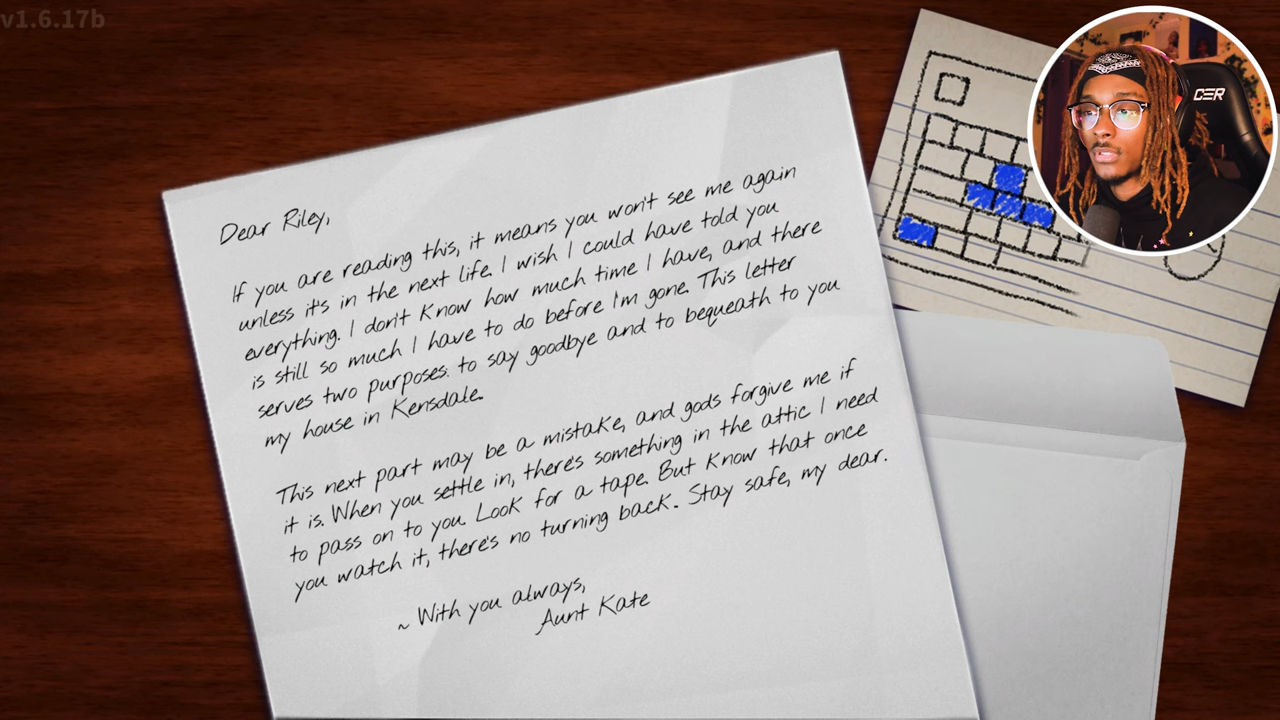 v1.6.17b
Dear Riley,
If you are reading this, it means you won't see me again
unless it's in the next life. I wish I could have told you
everything. I don't know how much time I have, and there
is still so much I have to do before I'm gone. This letter
serves two purposes: to say goodbye and to bequeath to you
my house in Kensdale.
This next part may be a mistake, and gods forgive me if
it is. When you settle in, there's something in the attic I need
to pass on to you. Look for a tape. But know that once
you watch it, there's no turning back. Stay safe, my dear.
~ With you always,
Aunt Kate
CER